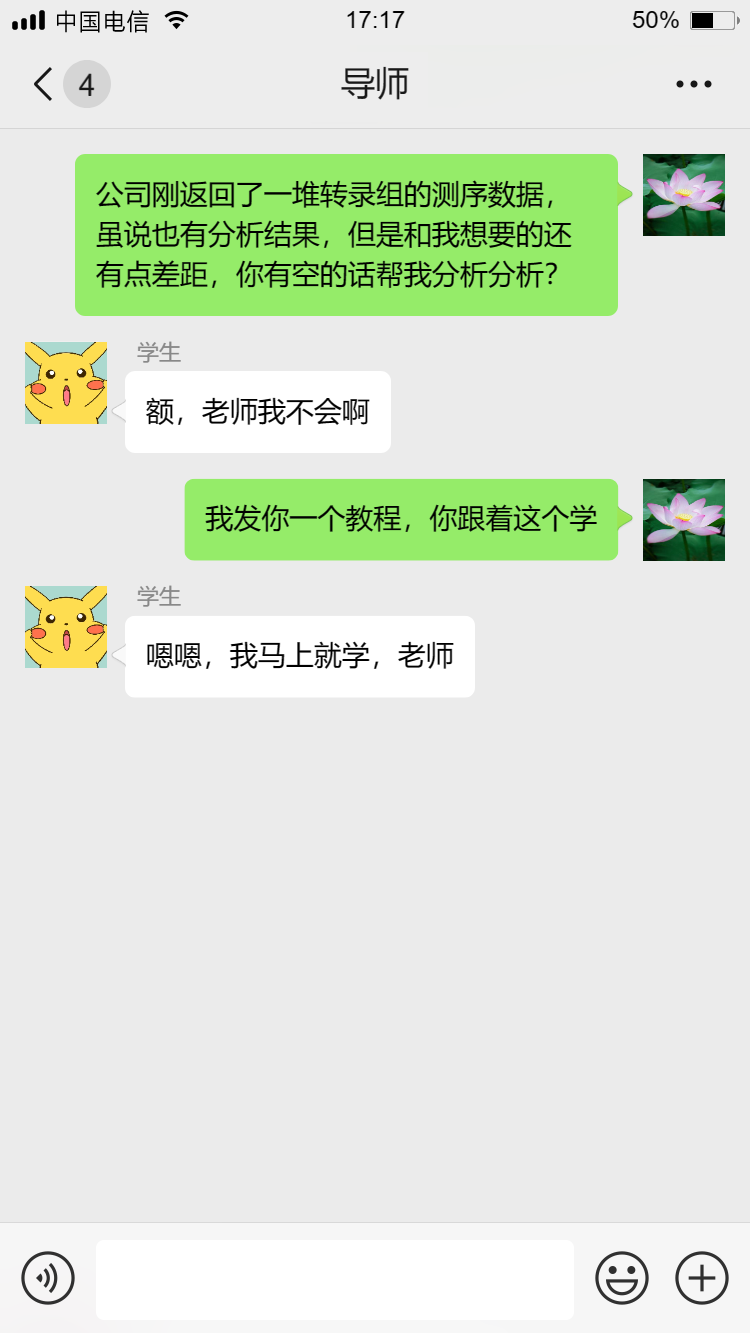 中国电信
17:17
50%
4
导师
公司刚返回了一堆转录组的测序数据，
虽说也有分析结果，但是和我想要的还
有点差距，你有空的话帮我分析分析？
学生
额，老师我不会啊
我发你一个教程，你跟着这个学
学生
嗯嗯，我马上就学，老师